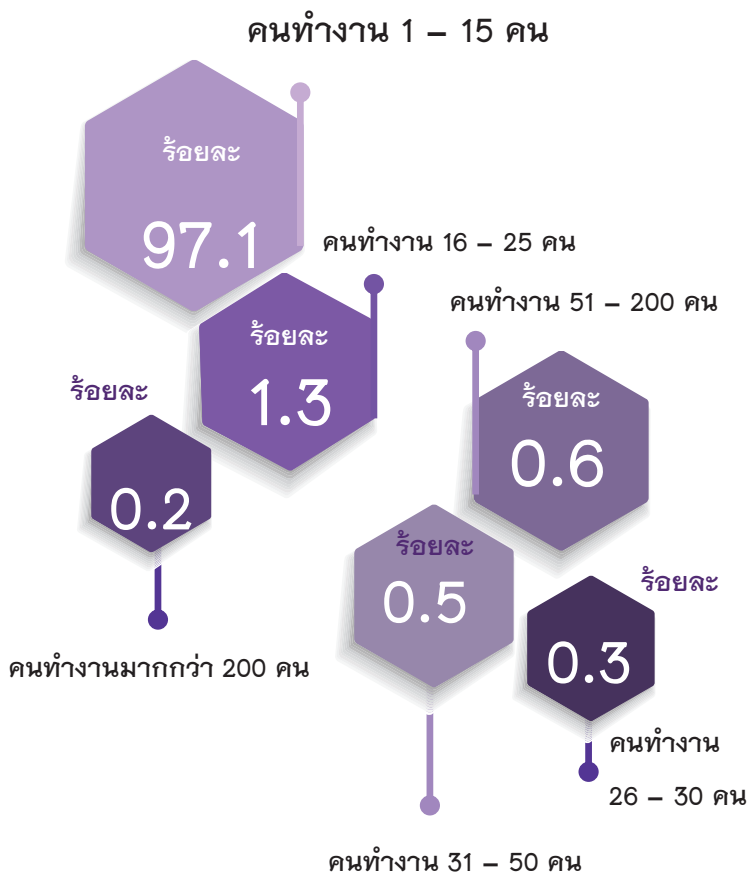 คนทำงาน 1 – 15 คน
ร้อยละ
97.1
คนทำงาน 16 – 25 คน
ร้อยละ
1.3
คนทำงาน 51 – 200 คน
ร้อยละ
0.6
ร้อยละ
0.2
คนทำงานมากกว่า 200 คน
ร้อยละ
0.5
คนทำงาน 31 – 50 คน
ร้อยละ
0.3
คนทำงาน
26 – 30 คน